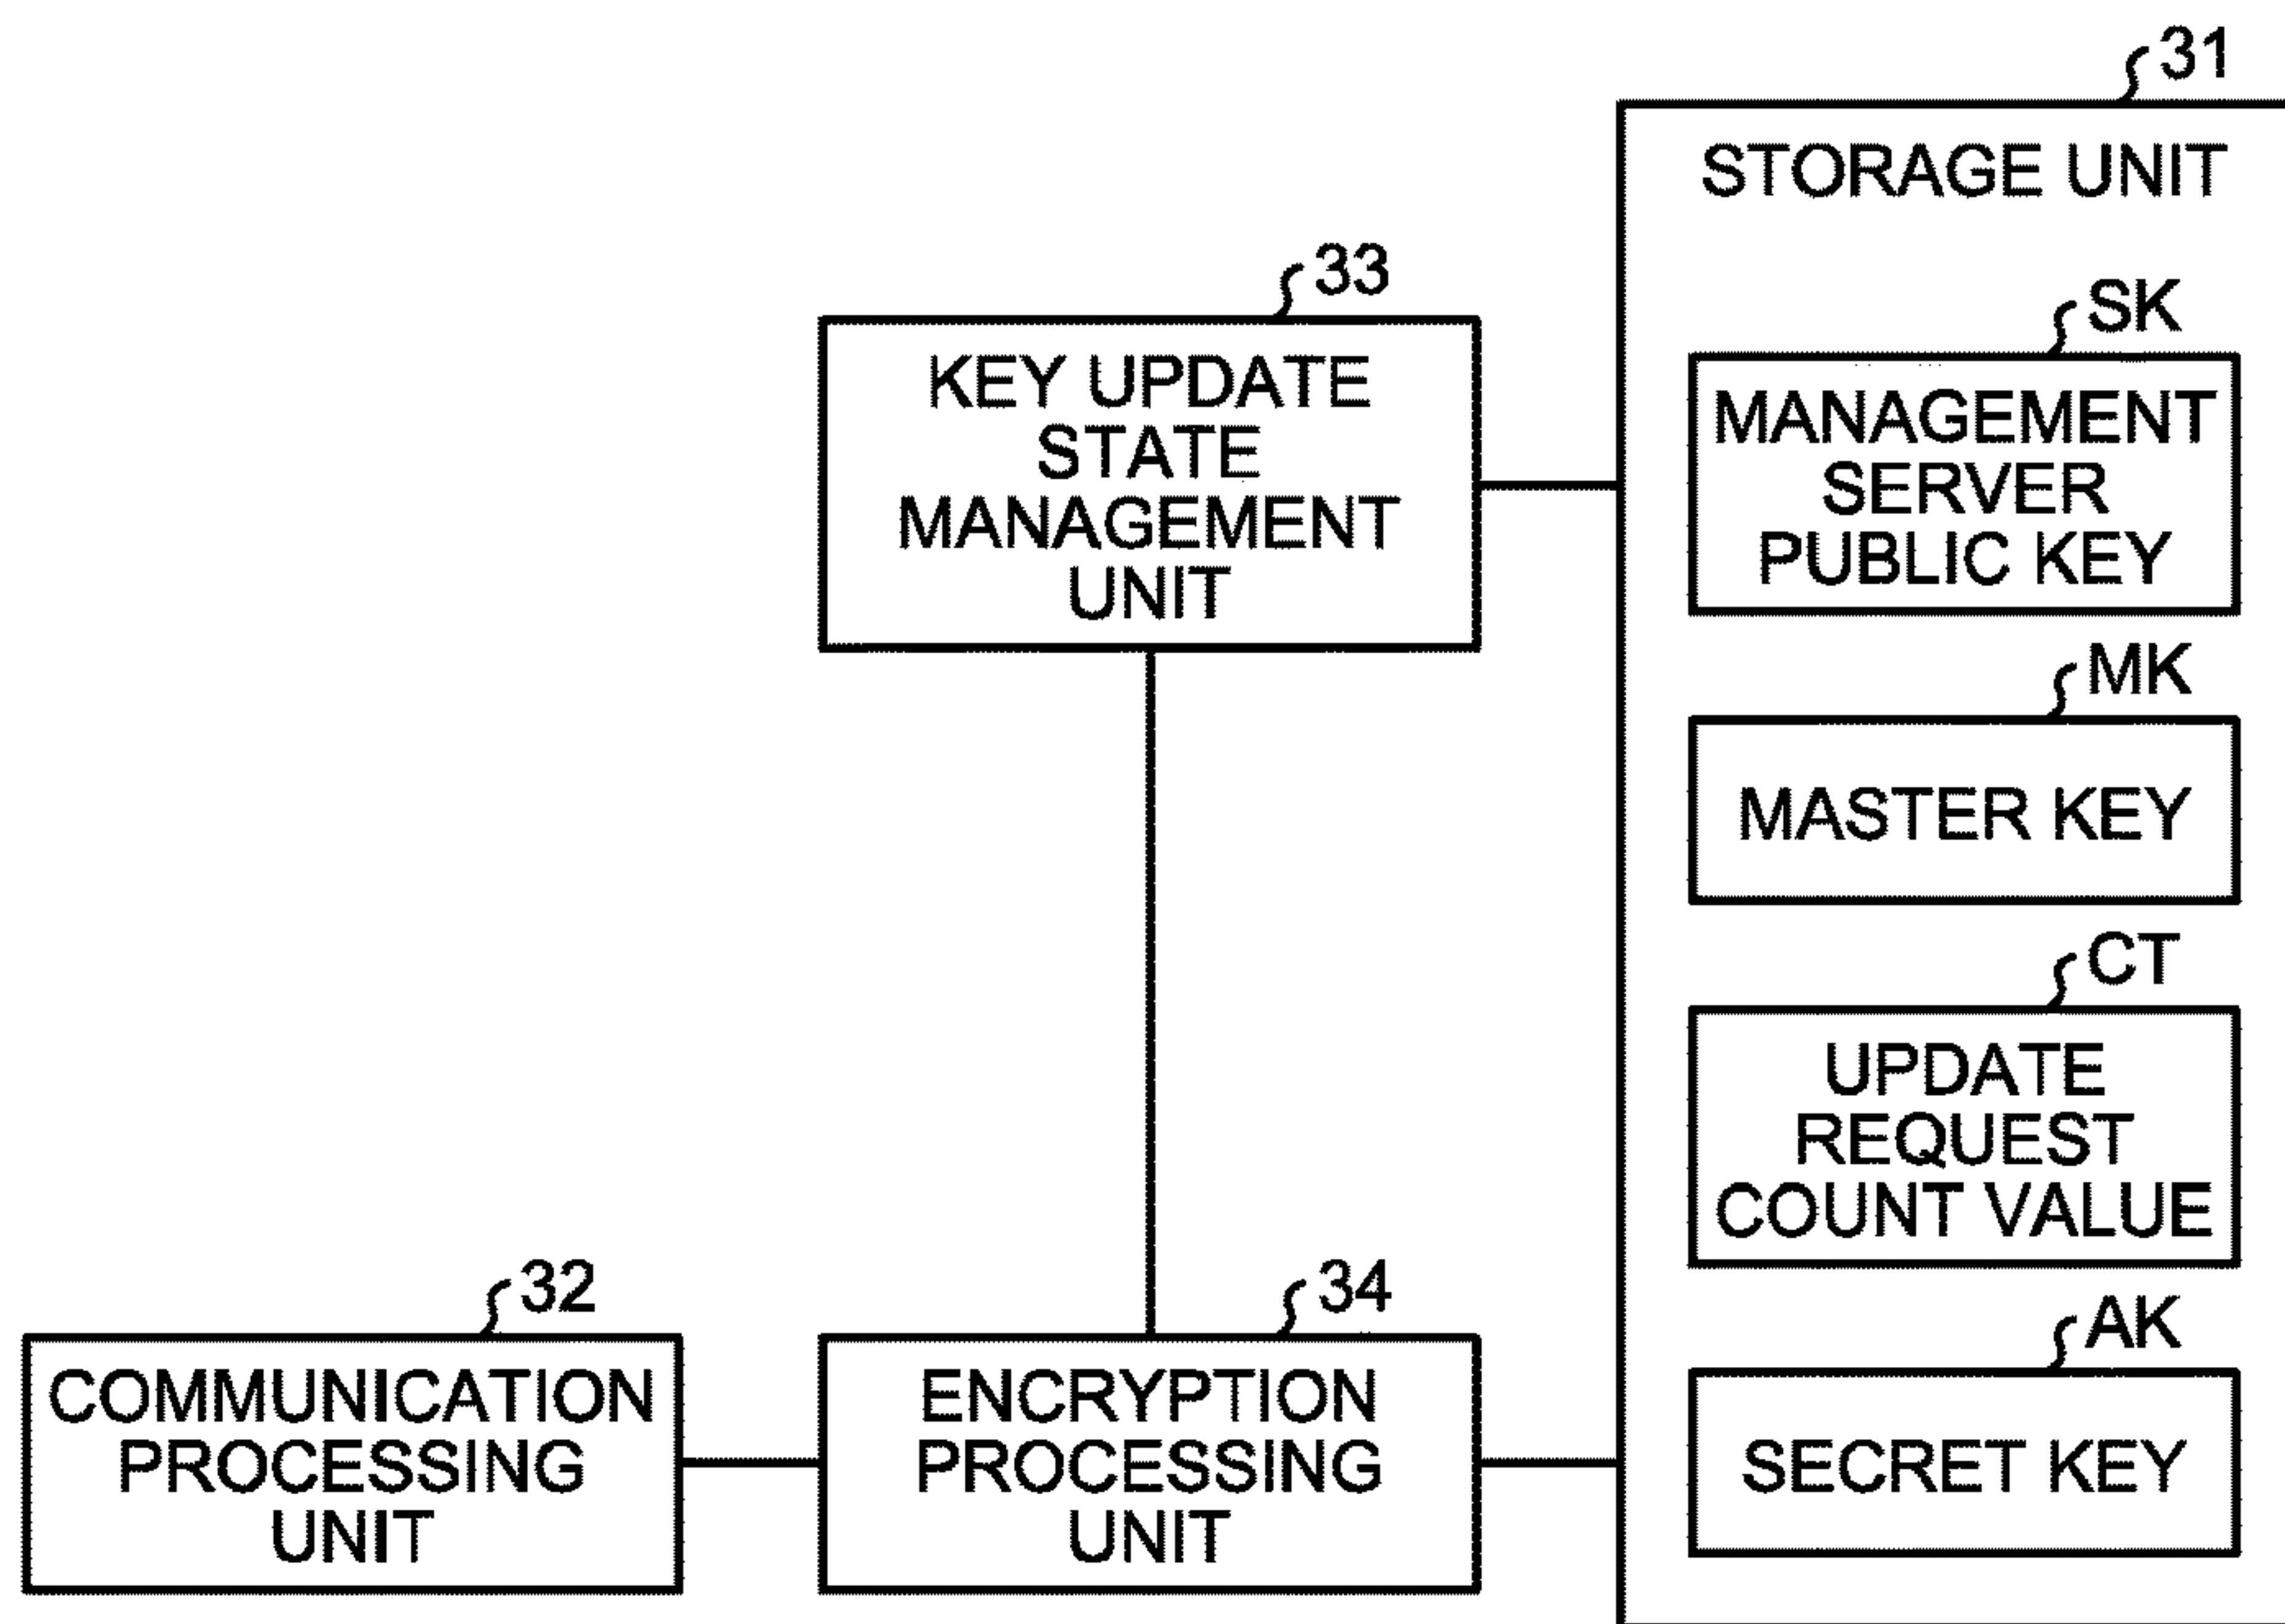 31
STORAGE UNIT
33
KEY UPDATE
STATE
MANAGEMENT
UNIT
SK
MANAGEMENT
SERVER
PUBLIC KEY
MK
MASTER KEY
CT
UPDATE
REQUEST
COUNT VALUE
32
COMMUNICATION
PROCESSING
UNIT
34
ENCRYPTION
PROCESSING
UNIT
AK
SECRET KEY